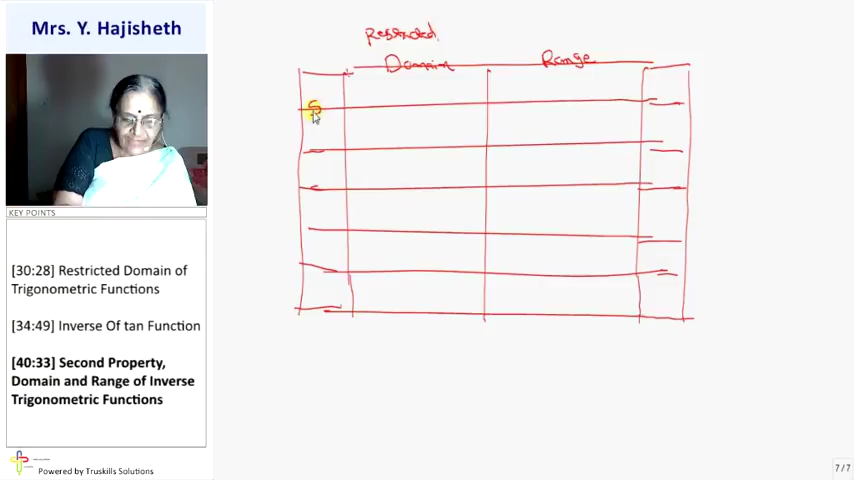 Mrs. Y. Hajisheth
Restricted
Domain
Range
S
KEY POINTS
[30:28] Restricted Domain of
Trigonometric Functions
[34:49] Inverse Of tan Function
[40:33] Second Property,
Domain and Range of Inverse
Trigonometric Functions
Powered by Truskills Solutions
7 / 7